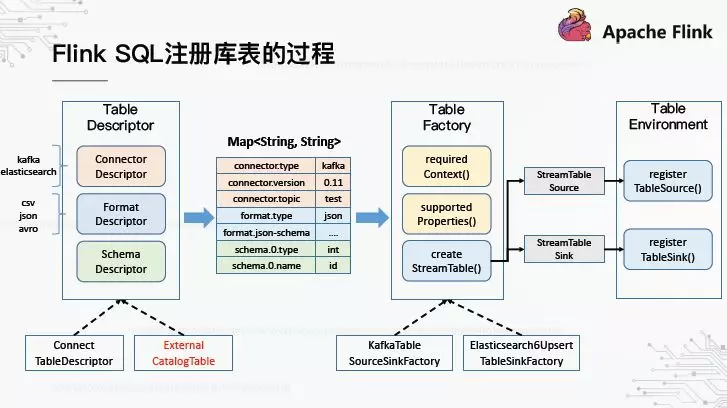 Apache Flink
Flink SQL注册库表的过程
Table
Descriptor
kafka
elasticsearch
csv
json
avro
Connector
Descriptor
Format
Descriptor
Schema
Descriptor
Map<String, String>
connector.type kafka
connector.version 0.11
connector.topic test
format.type json
format.json-schema ....
schema.0.type int
schema.0.name id
Table
Factory
required
Context()
supported
Properties()
create
StreamTable()
StreamTable
Source
StreamTable
Sink
Table
Environment
register
TableSource()
register
TableSink()
Connect
TableDescriptor
External
CatalogTable
KafkaTable
SourceSinkFactory
Elasticsearch6Upsert
TableSinkFactory